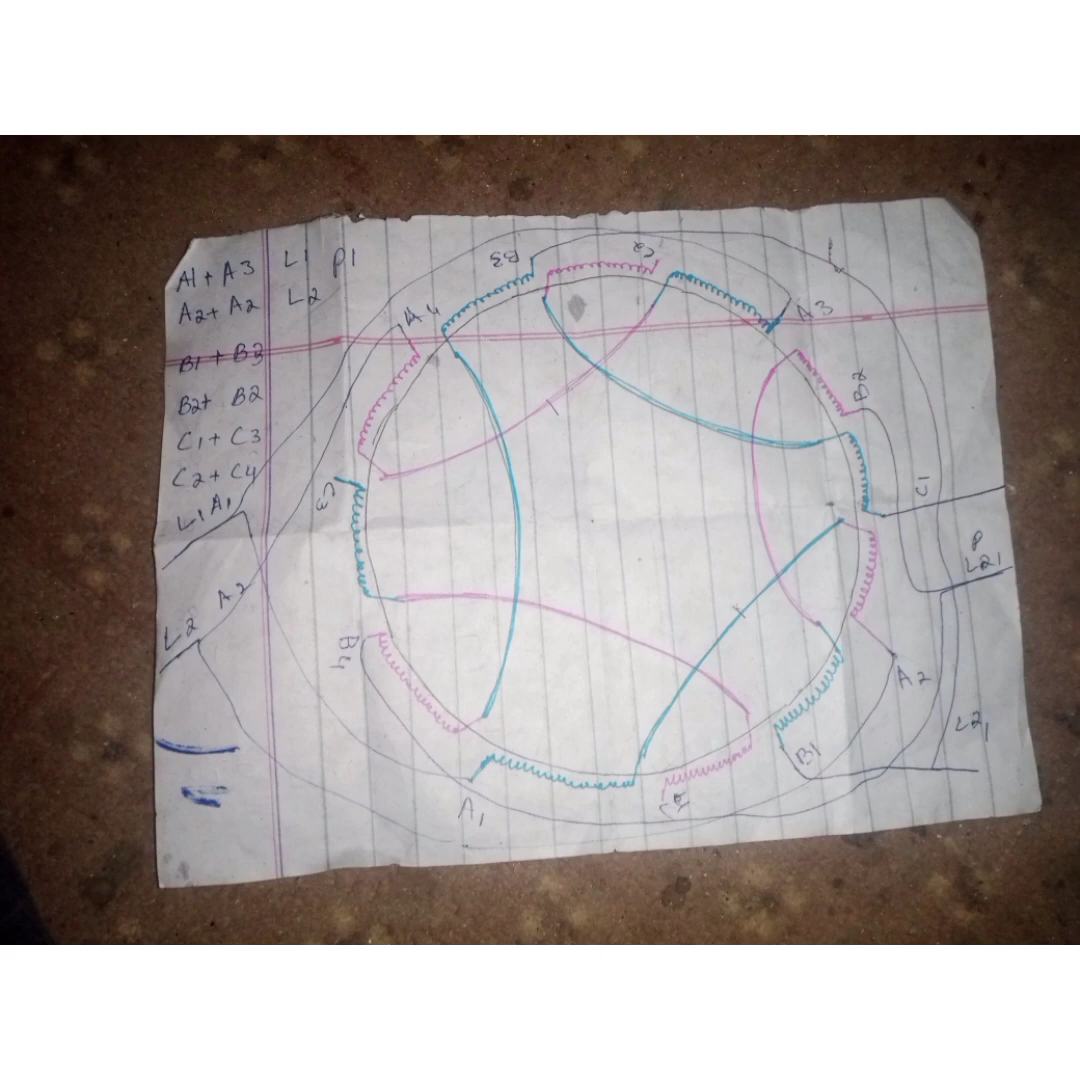 A1 + A3 L1 P1
A2 + A2 L2
B1 + B3
B2 + B2
C1 + C3
C2 + C4
L1 A1
A2
L2
A4
B3
C2
A3
B2
C1
P
L21
A2
L21
B1
A1
B4
C3